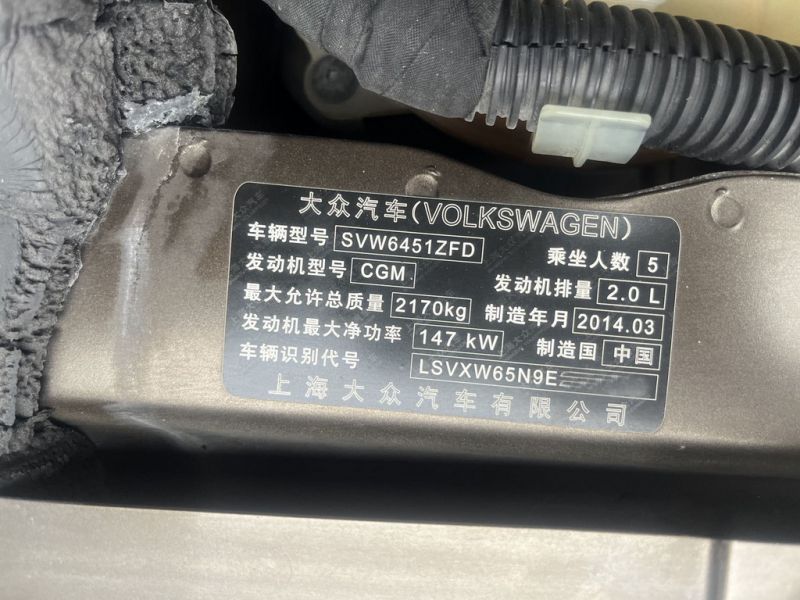 大众汽车(VOLKSWAGEN)
车辆型号 SVW6451ZFD 乘坐人数 5
发动机型号 CGM 发动机排量 2.0 L
最大允许总质量 2170kg 制造年月 2014.03
发动机最大净功率 147 kW 制造国 中国
车辆识别代号 LSVXW65N9E
上海大众汽车有限公司